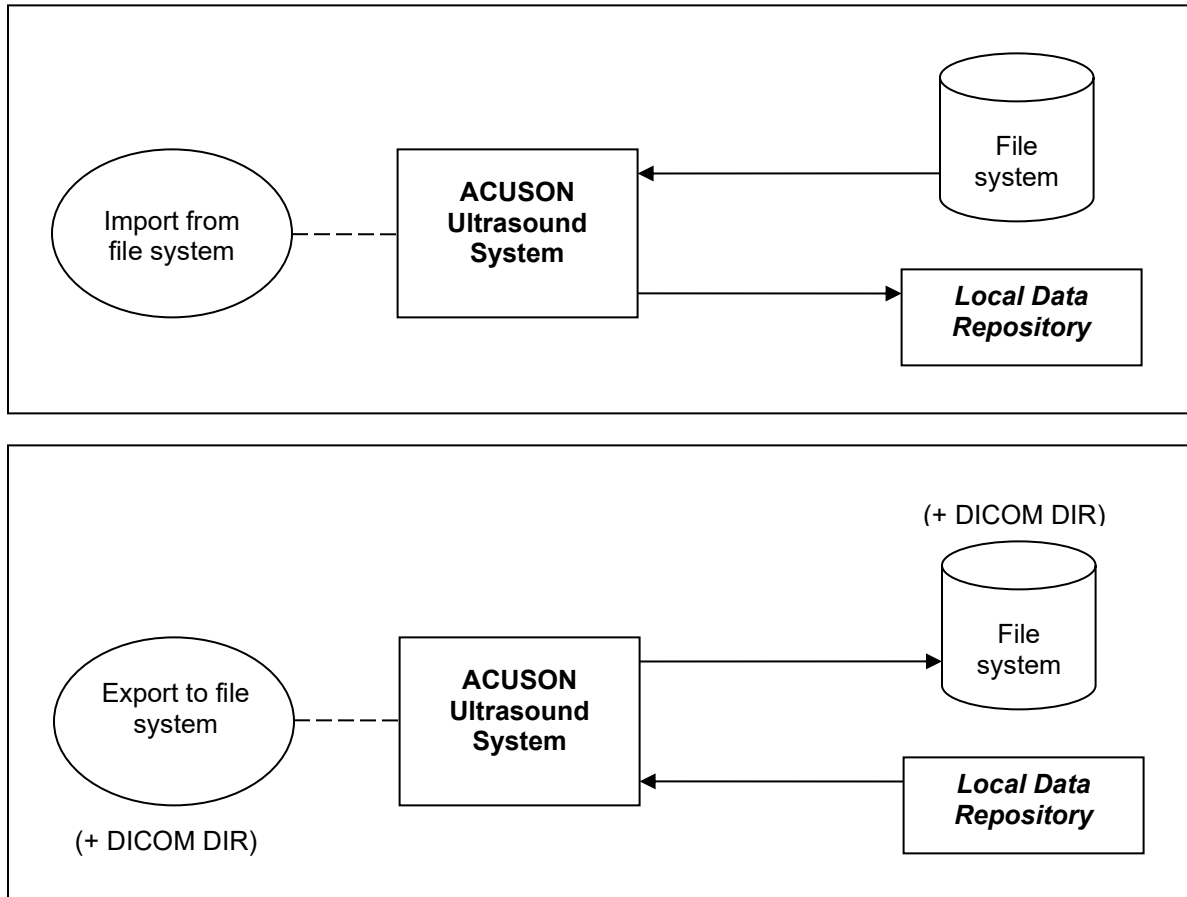 File
system
Import from
file system
ACUSON
Ultrasound
System
Local Data
Repository
(+ DICOM DIR)
File
system
Export to file
system
ACUSON
Ultrasound
System
Local Data
Repository
(+ DICOM DIR)